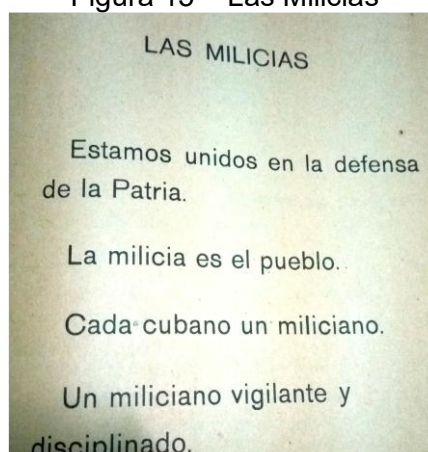 Figura 15 – Las Milicias
LAS MILICIAS
Estamos unidos en la defensa
de la Patria.
La milicia es el pueblo.
Cada cubano un miliciano.
Un miliciano vigilante y
disciplinado.